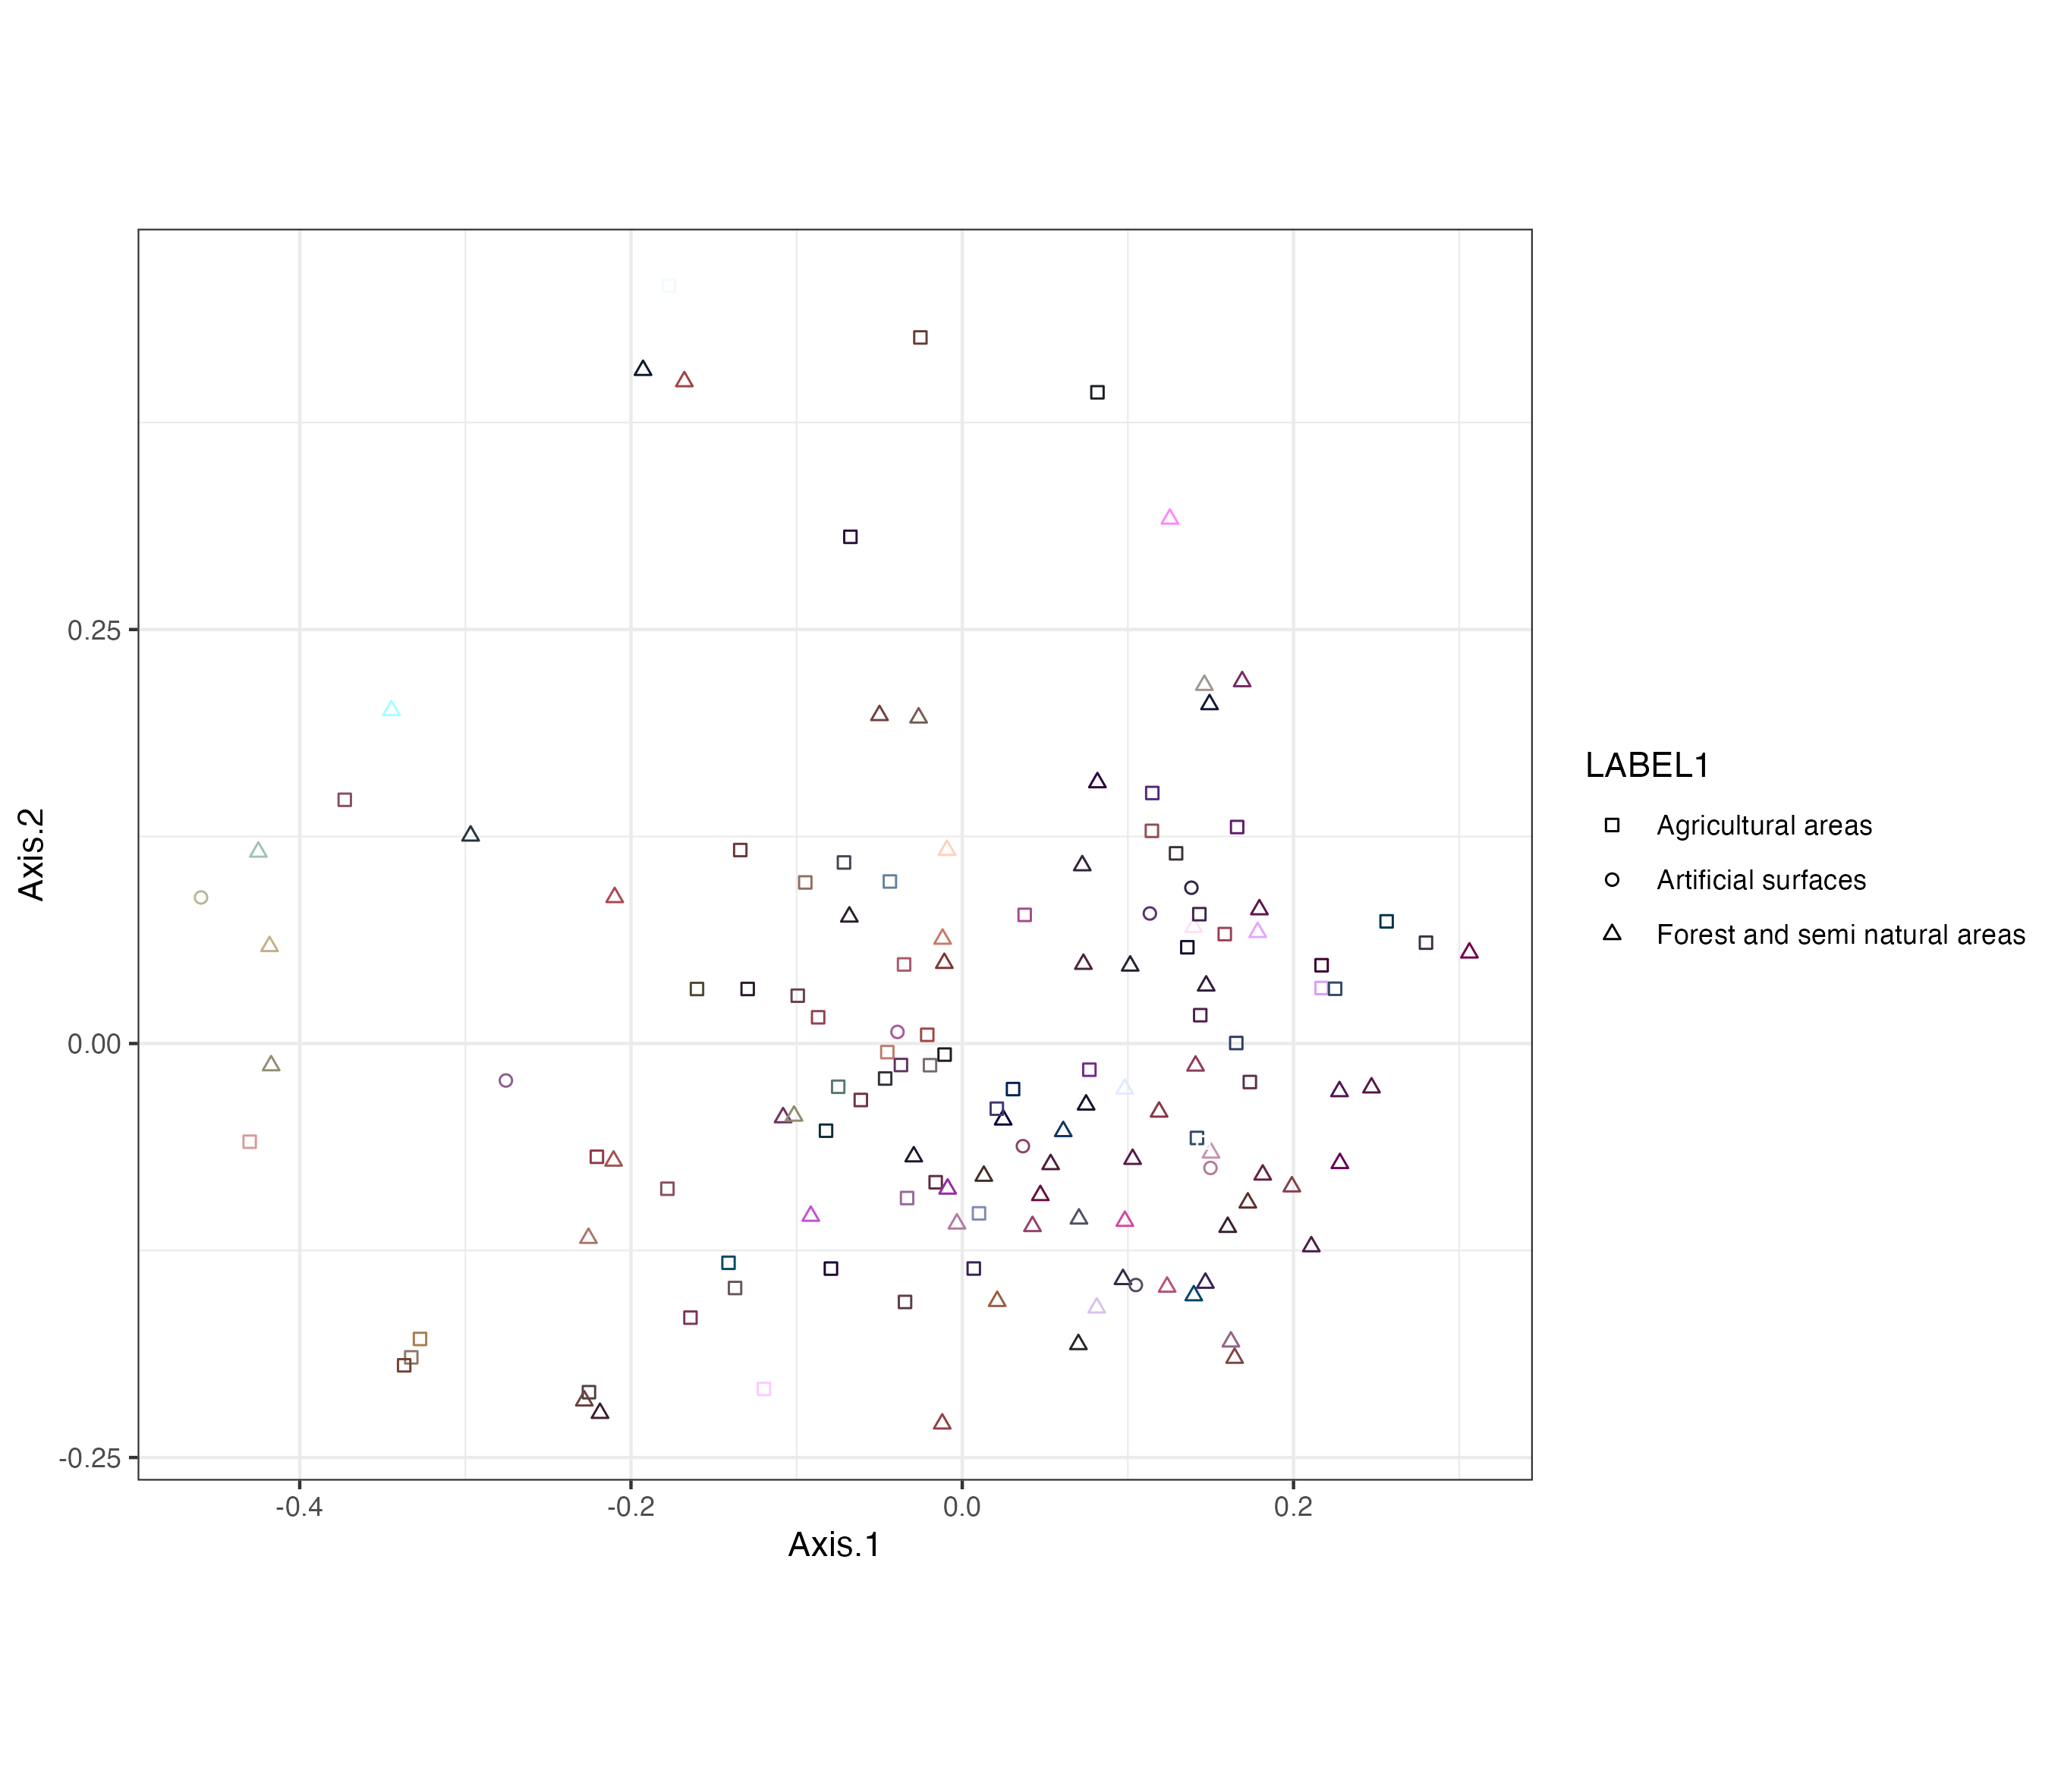 0.25
0.00
-0.25
Axis.2
-0.4
-0.2
0.0
0.2
Axis.1
LABEL1
Agricultural areas
Artificial surfaces
Forest and semi natural areas